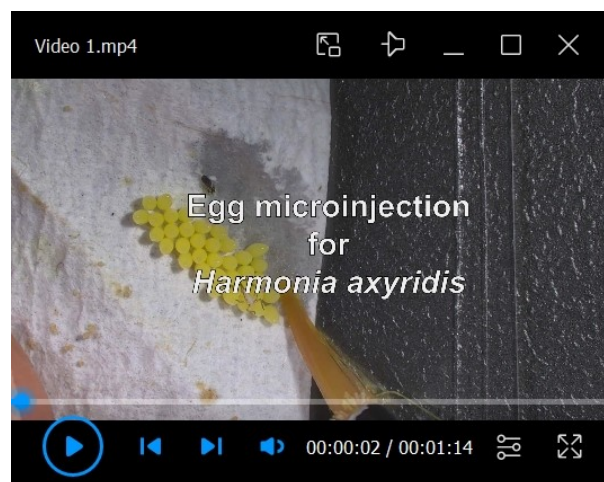 Video 1.mp4
Egg microinjection
for
Harmonia axyridis
00:00:02 / 00:01:14